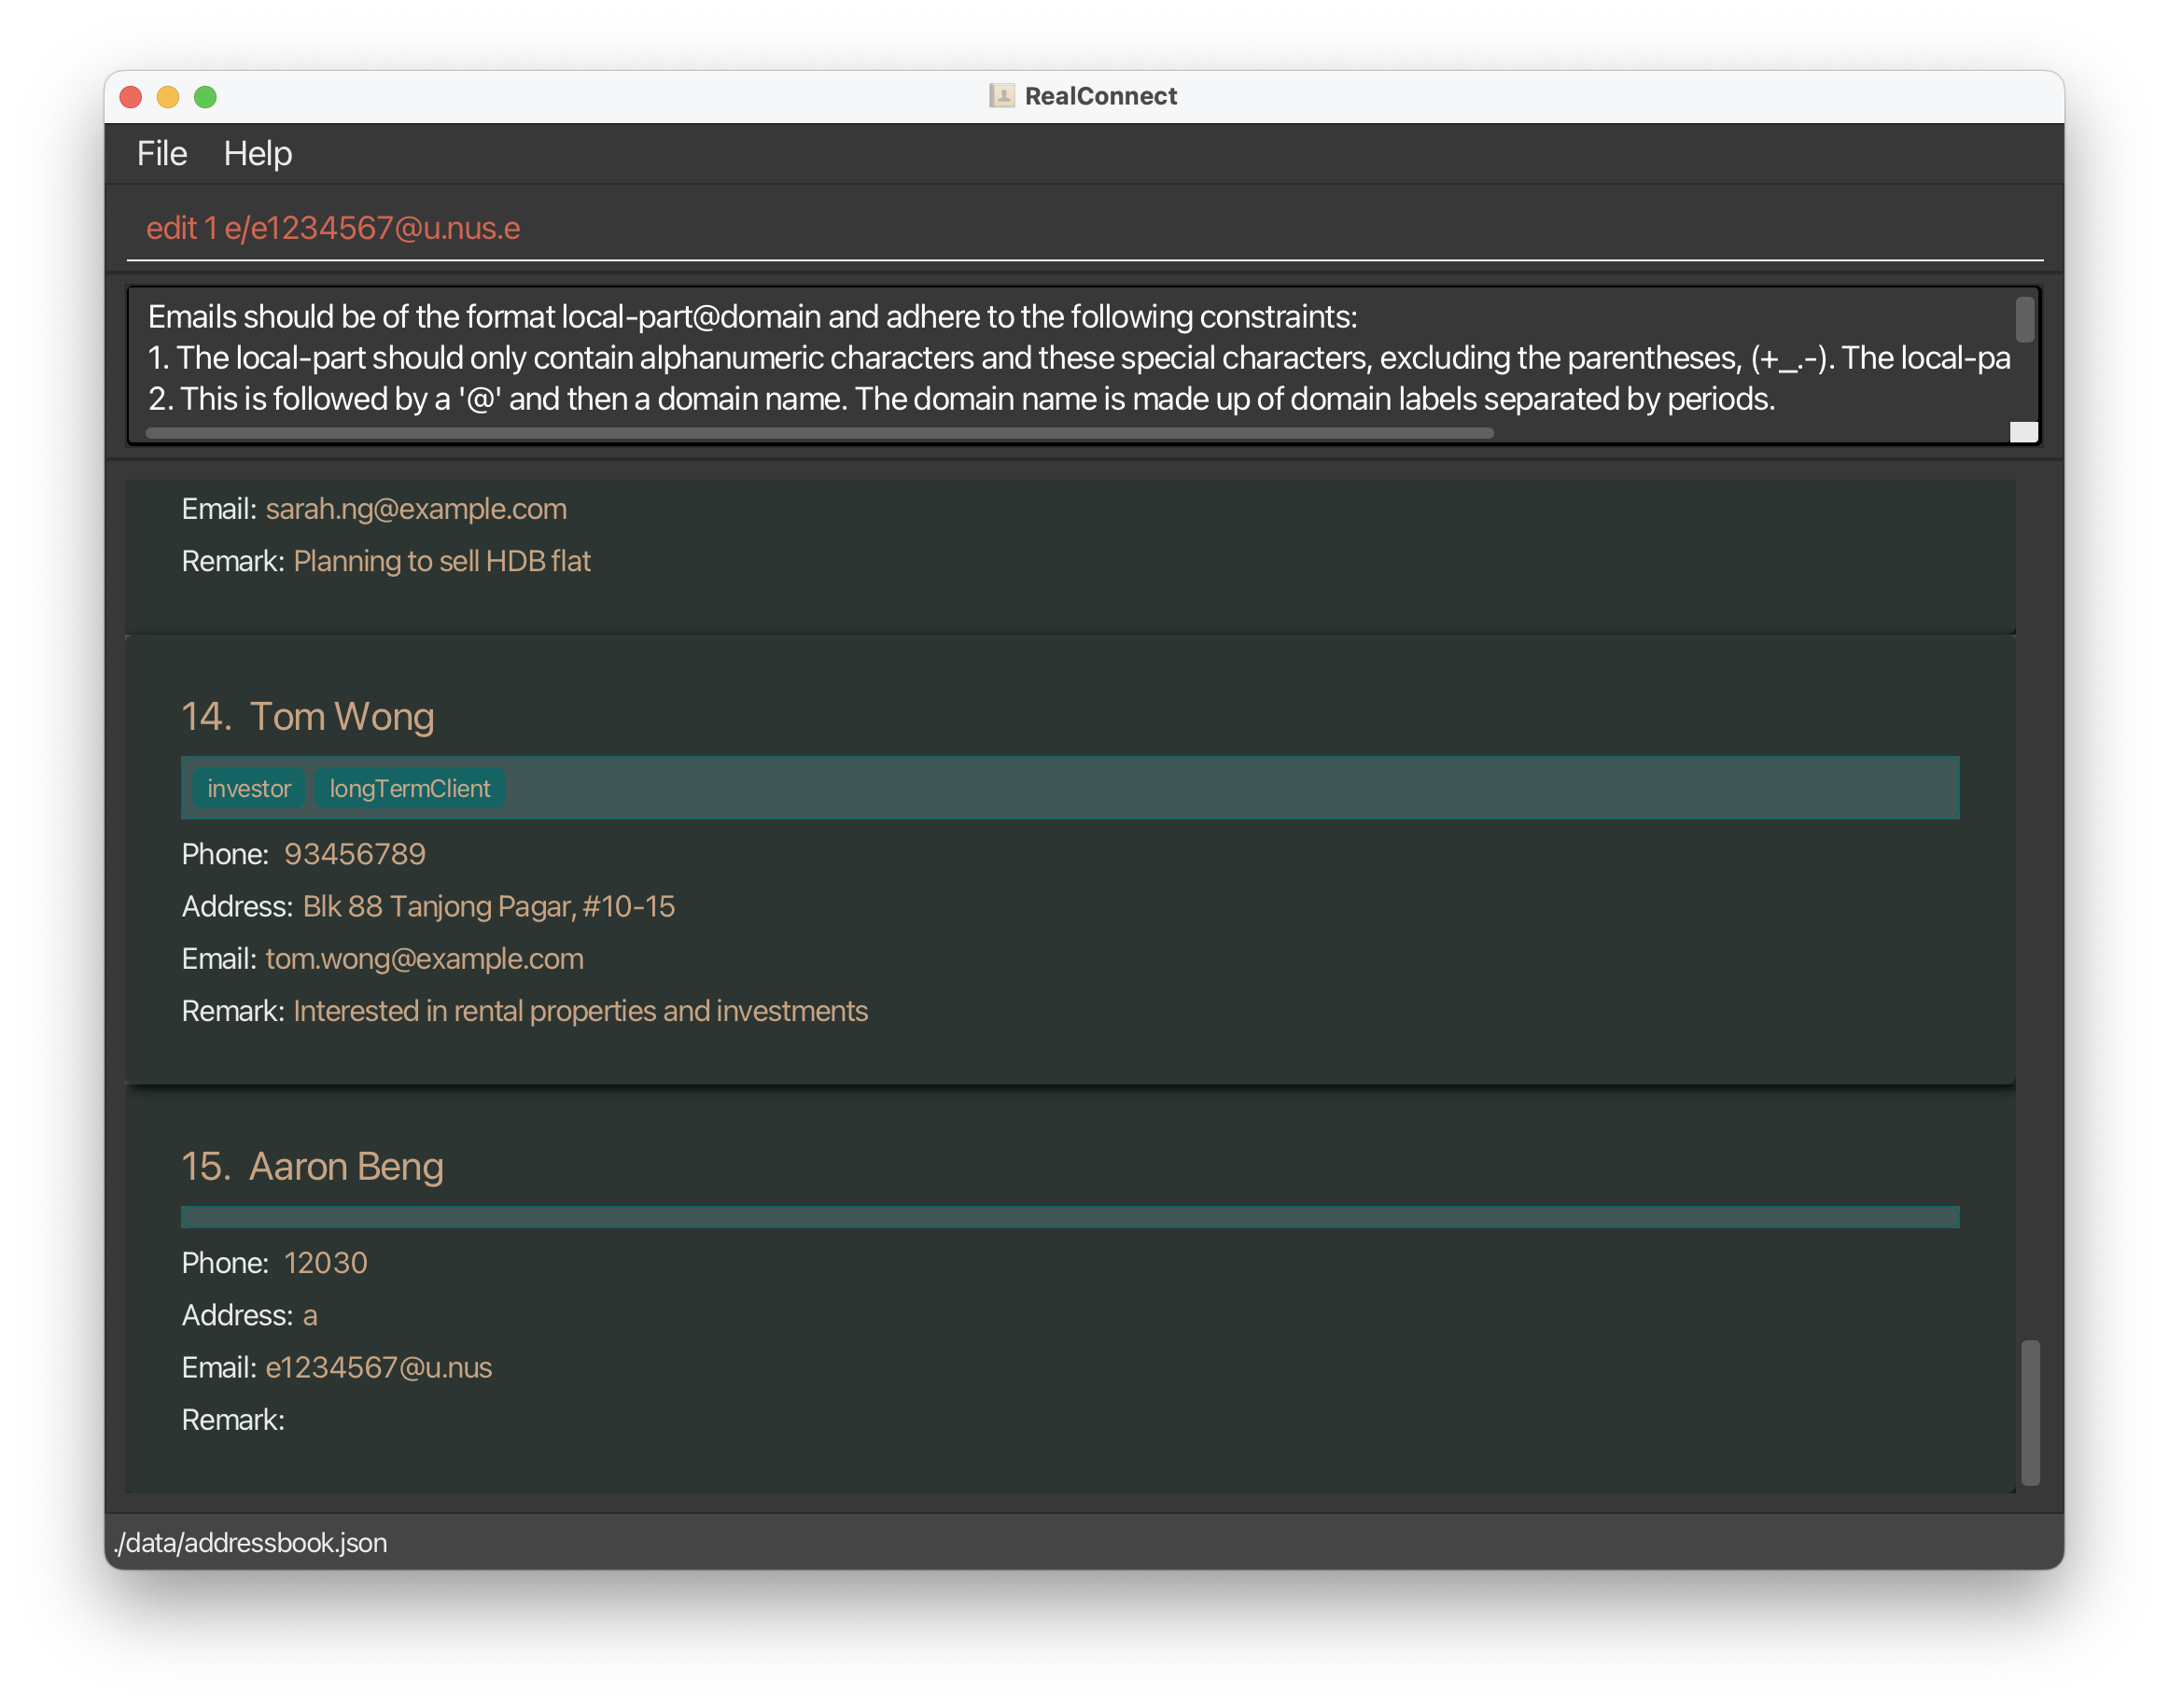 RealConnect
File Help
edit 1 e/e1234567@u.nus.e
Emails should be of the format local-part@domain and adhere to the following constraints:
1. The local-part should only contain alphanumeric characters and these special characters, excluding the parentheses, (+_.-). The local-pa
2. This is followed by a '@' and then a domain name. The domain name is made up of domain labels separated by periods.
Email: sarah.ng@example.com
Remark: Planning to sell HDB flat
14. Tom Wong
investor longTermClient
Phone: 93456789
Address: Blk 88 Tanjong Pagar, #10-15
Email: tom.wong@example.com
Remark: Interested in rental properties and investments
15. Aaron Beng
Phone: 12030
Address: a
Email: e1234567@u.nus
Remark:
./data/addressbook.json